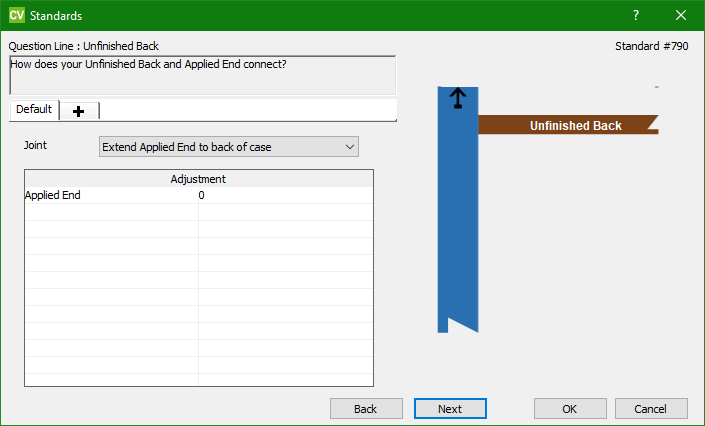 CV Standards
Question Line : Unfinished Back
Standard #790
How does your Unfinished Back and Applied End connect?
Default
Joint
Extend Applied End to back of case
Adjustment
Applied End 0
Unfinished Back
Back Next OK Cancel